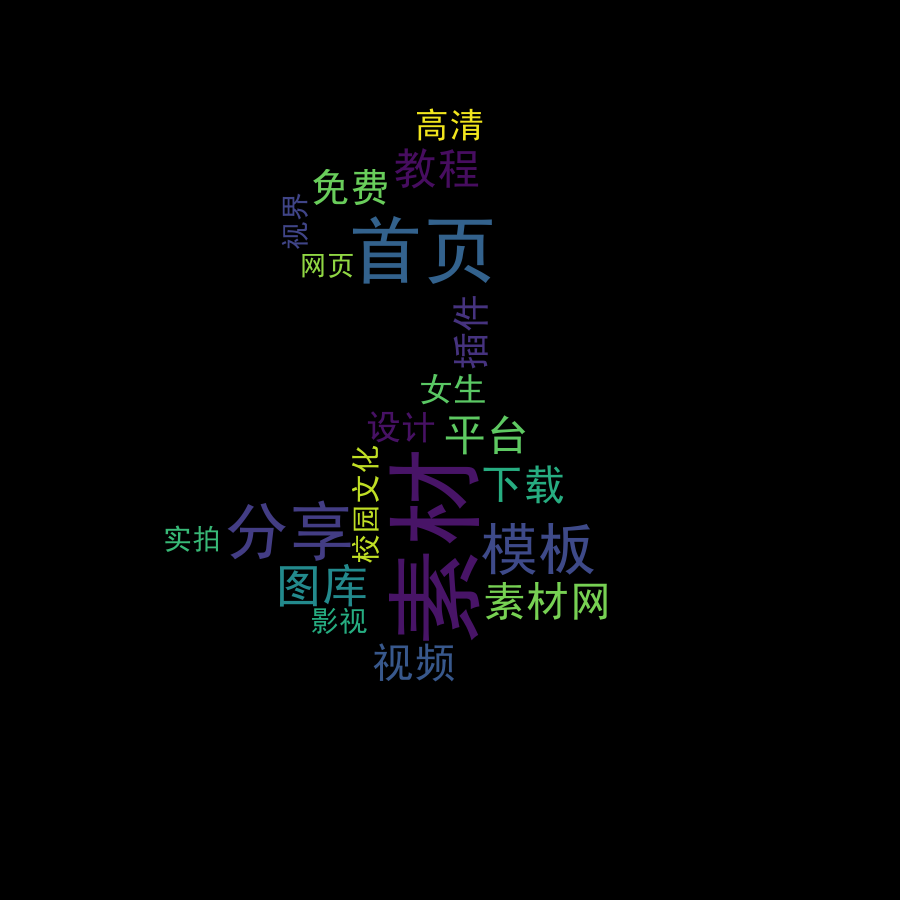 高清
教程
免费
视界
首页
网页
插件
女生
设计
平台
校园文化
素材
下载
分享
实拍
模板
图库
素材网
影视
视频